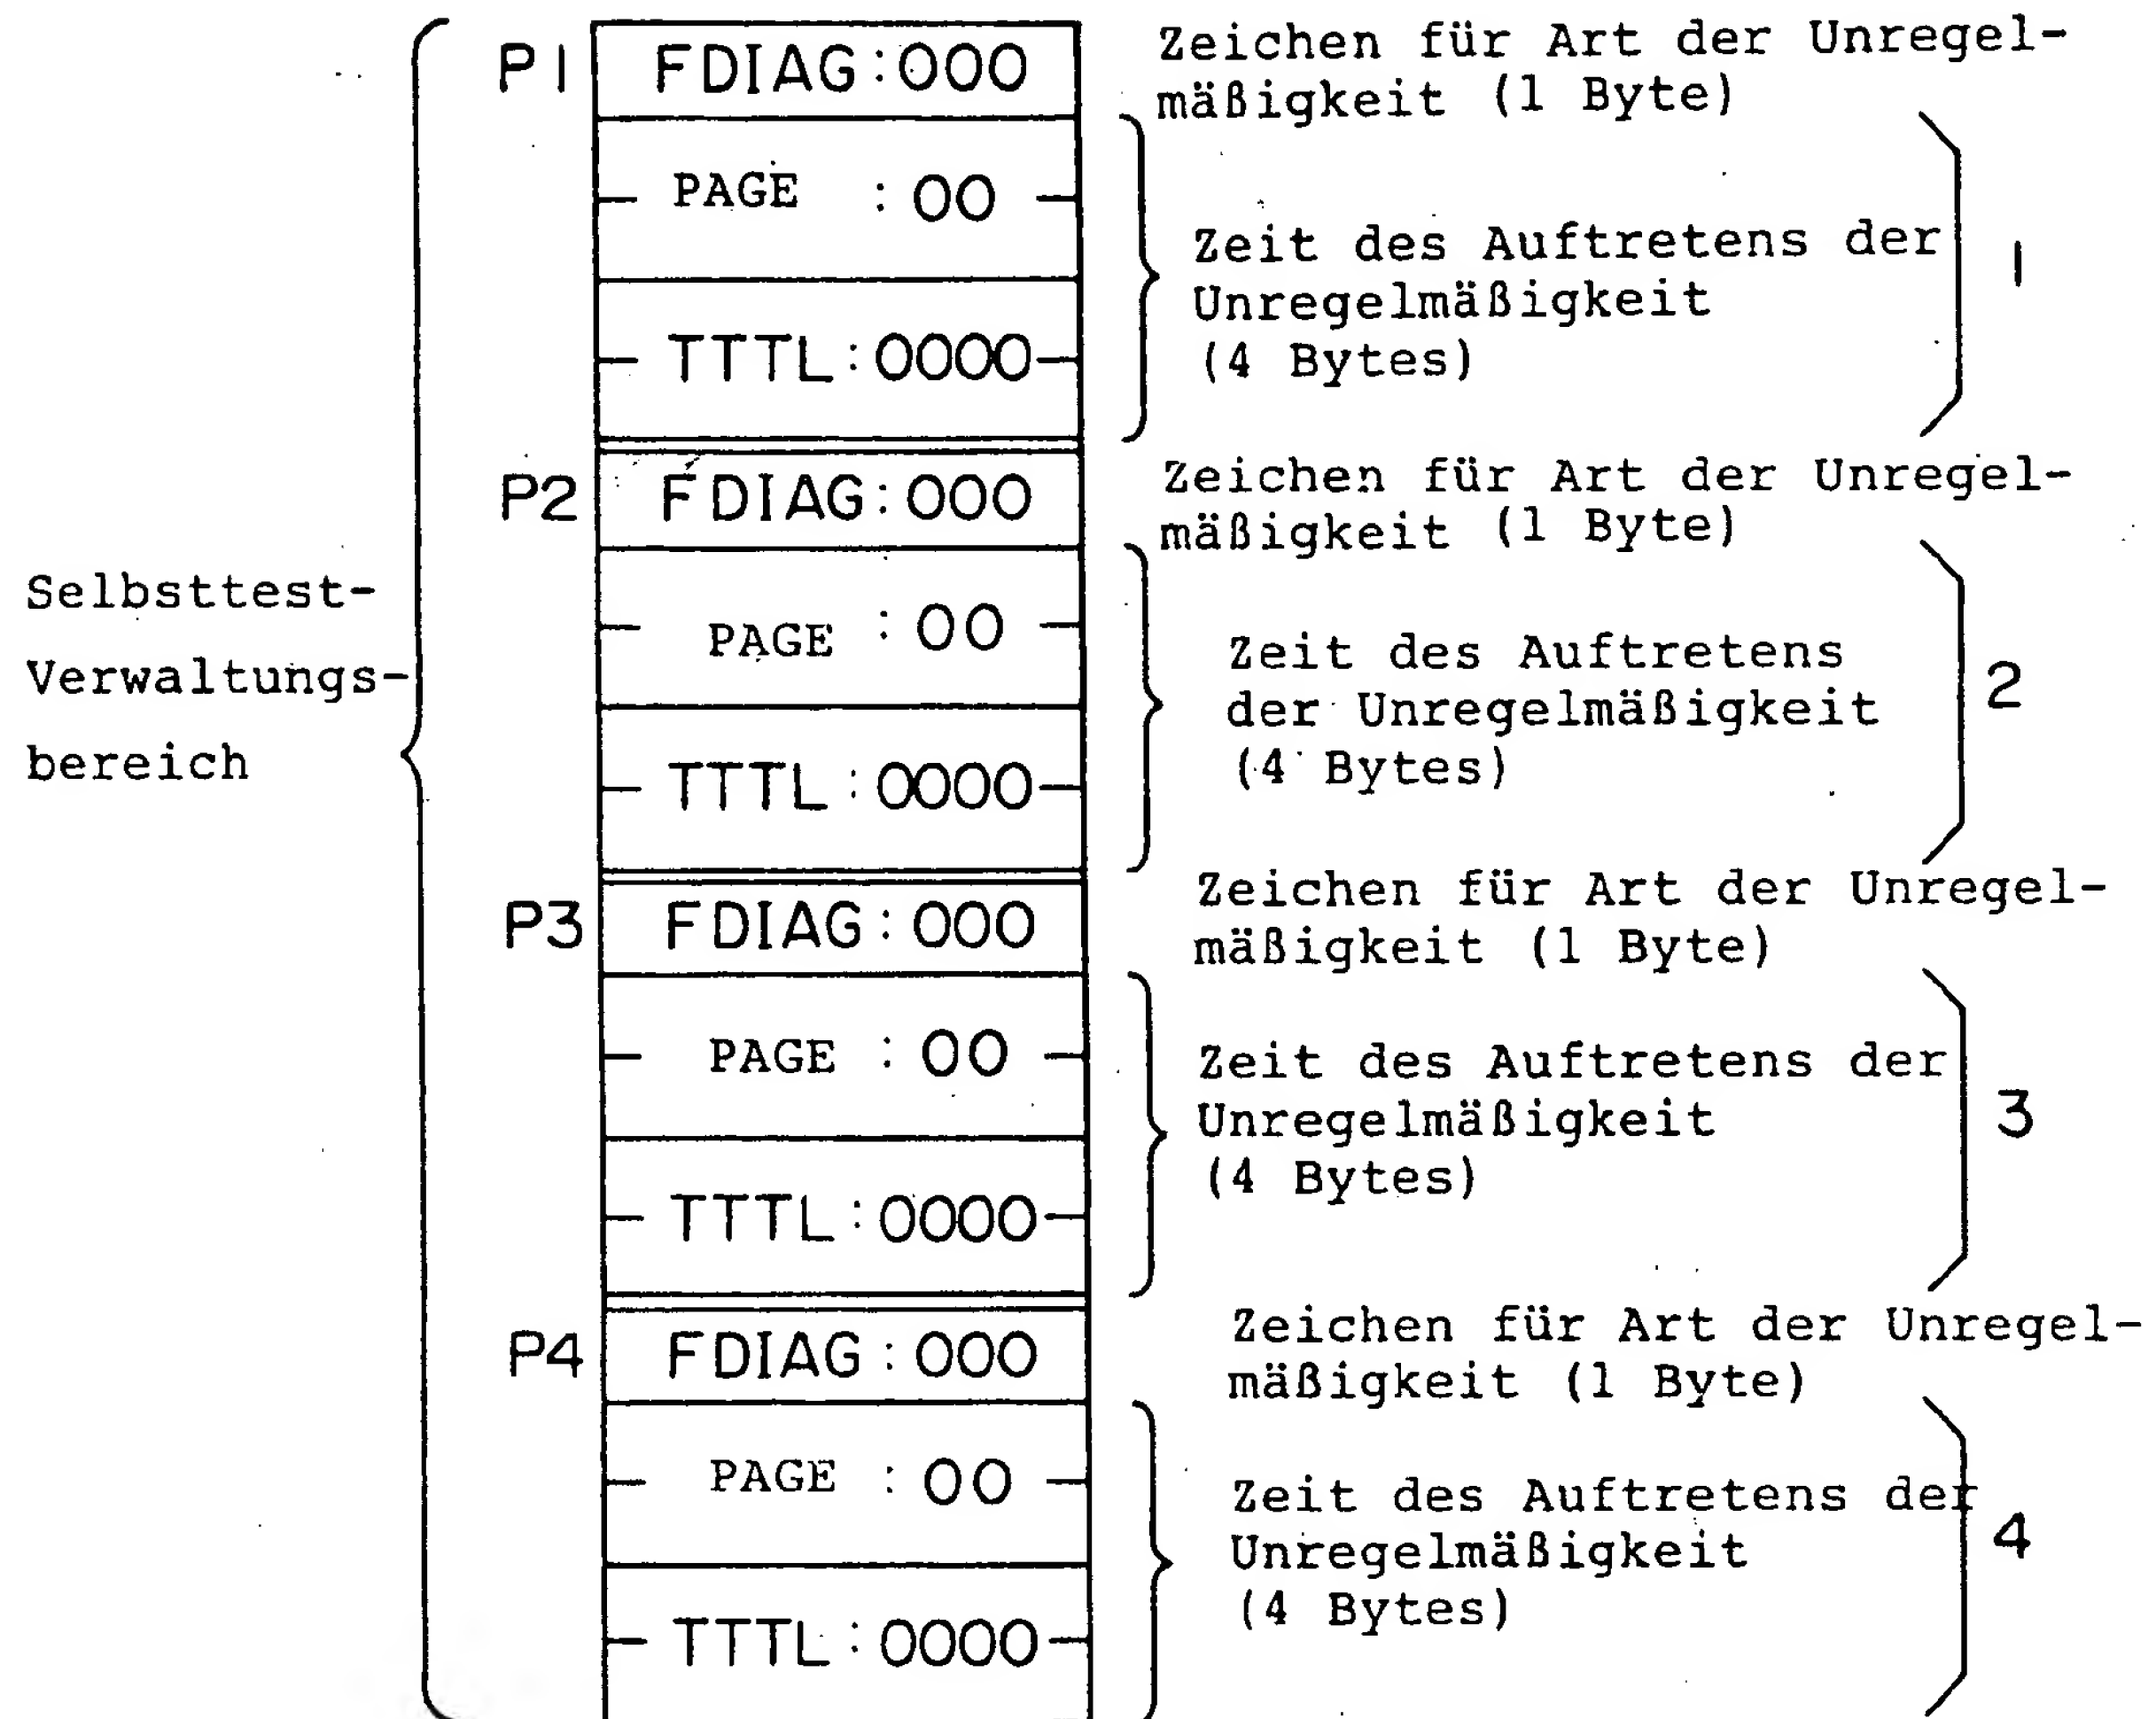 Selbsttest-
Verwaltungs-
bereich
P1
FDIAG:000
Zeichen für Art der Unregel-
mäßigkeit (1 Byte)
PAGE :00
TTTL:0000
Zeit des Auftretens der
Unregelmäßigkeit
(4 Bytes)
1
P2
FDIAG:000
Zeichen für Art der Unregel-
mäßigkeit (1 Byte)
PAGE :00
TTTL:0000
Zeit des Auftretens
der Unregelmäßigkeit
(4 Bytes)
2
P3
FDIAG:000
Zeichen für Art der Unregel-
mäßigkeit (1 Byte)
PAGE :00
TTTL:0000
Zeit des Auftretens der
Unregelmäßigkeit
(4 Bytes)
3
P4
FDIAG:000
Zeichen für Art der Unregel-
mäßigkeit (1 Byte)
PAGE :00
TTTL:0000
Zeit des Auftretens der
Unregelmäßigkeit
(4 Bytes)
4